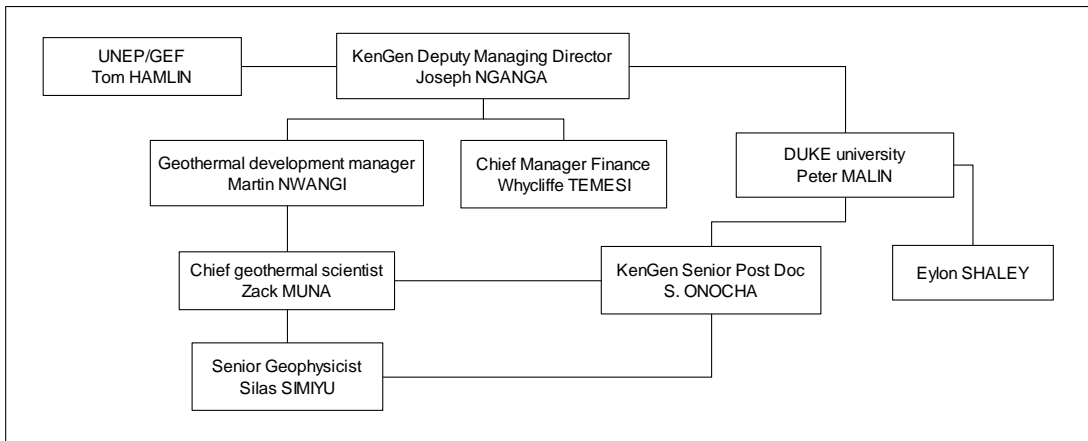 UNEP/GEF
Tom HAMLIN
KenGen Deputy Managing Director
Joseph NGANGA
Geothermal development manager
Martin NWANGI
Chief Manager Finance
Whycliffe TEMESI
DUKE university
Peter MALIN
Chief geothermal scientist
Zack MUNA
KenGen Senior Post Doc
S. ONOCHA
Eylon SHALEY
Senior Geophysicist
Silas SIMIYU